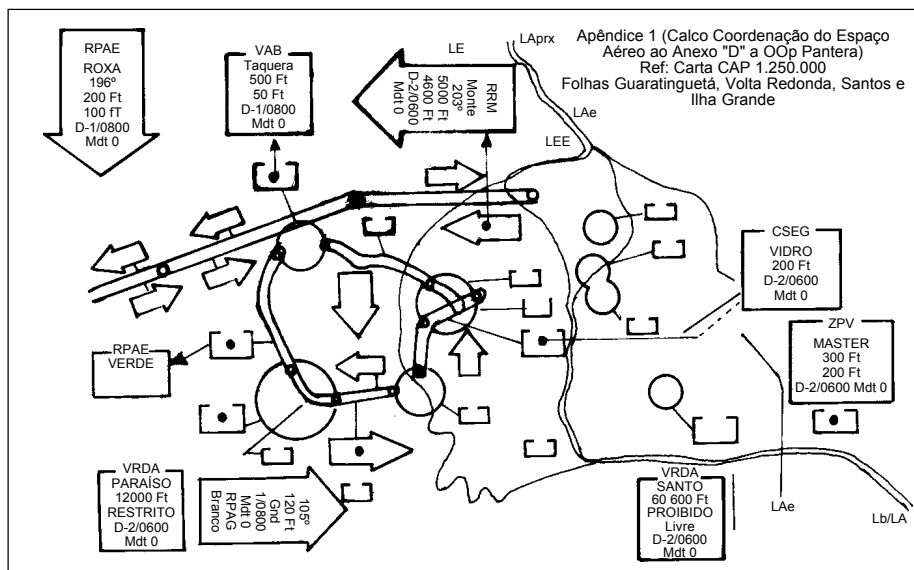 Apêndice 1 (Calco Coordenação do Espaço
Aéreo ao Anexo "D" a OOp Pantera)
Ref: Carta CAP 1.250.000
Folhas Guaratinguetá, Volta Redonda, Santos e
Ilha Grande
RPAE
ROXA
196º
200 Ft
100 fT
D-1/0800
Mdt 0
VAB
Taquera
500 Ft
50 Ft
D-1/0800
Mdt 0
LE
RRM
Monte
203º
5000 Ft
4600 Ft
D-2/0600
Mdt 0
LAprx
LAe
LEE
CSEG
VIDRO
200 Ft
D-2/0600
Mdt 0
ZPV
MASTER
300 Ft
200 Ft
D-2/0600 Mdt 0
RPAE
VERDE
VRDA
PARAÍSO
12000 Ft
RESTRITO
D-2/0600
Mdt 0
105º
120 Ft
Gnd
1/0800
Mdt 0
RPAG
Branco
VRDA
SANTO
60 600 Ft
PROIBIDO
Livre
D-2/0600
Mdt 0
LAe
Lb/LA